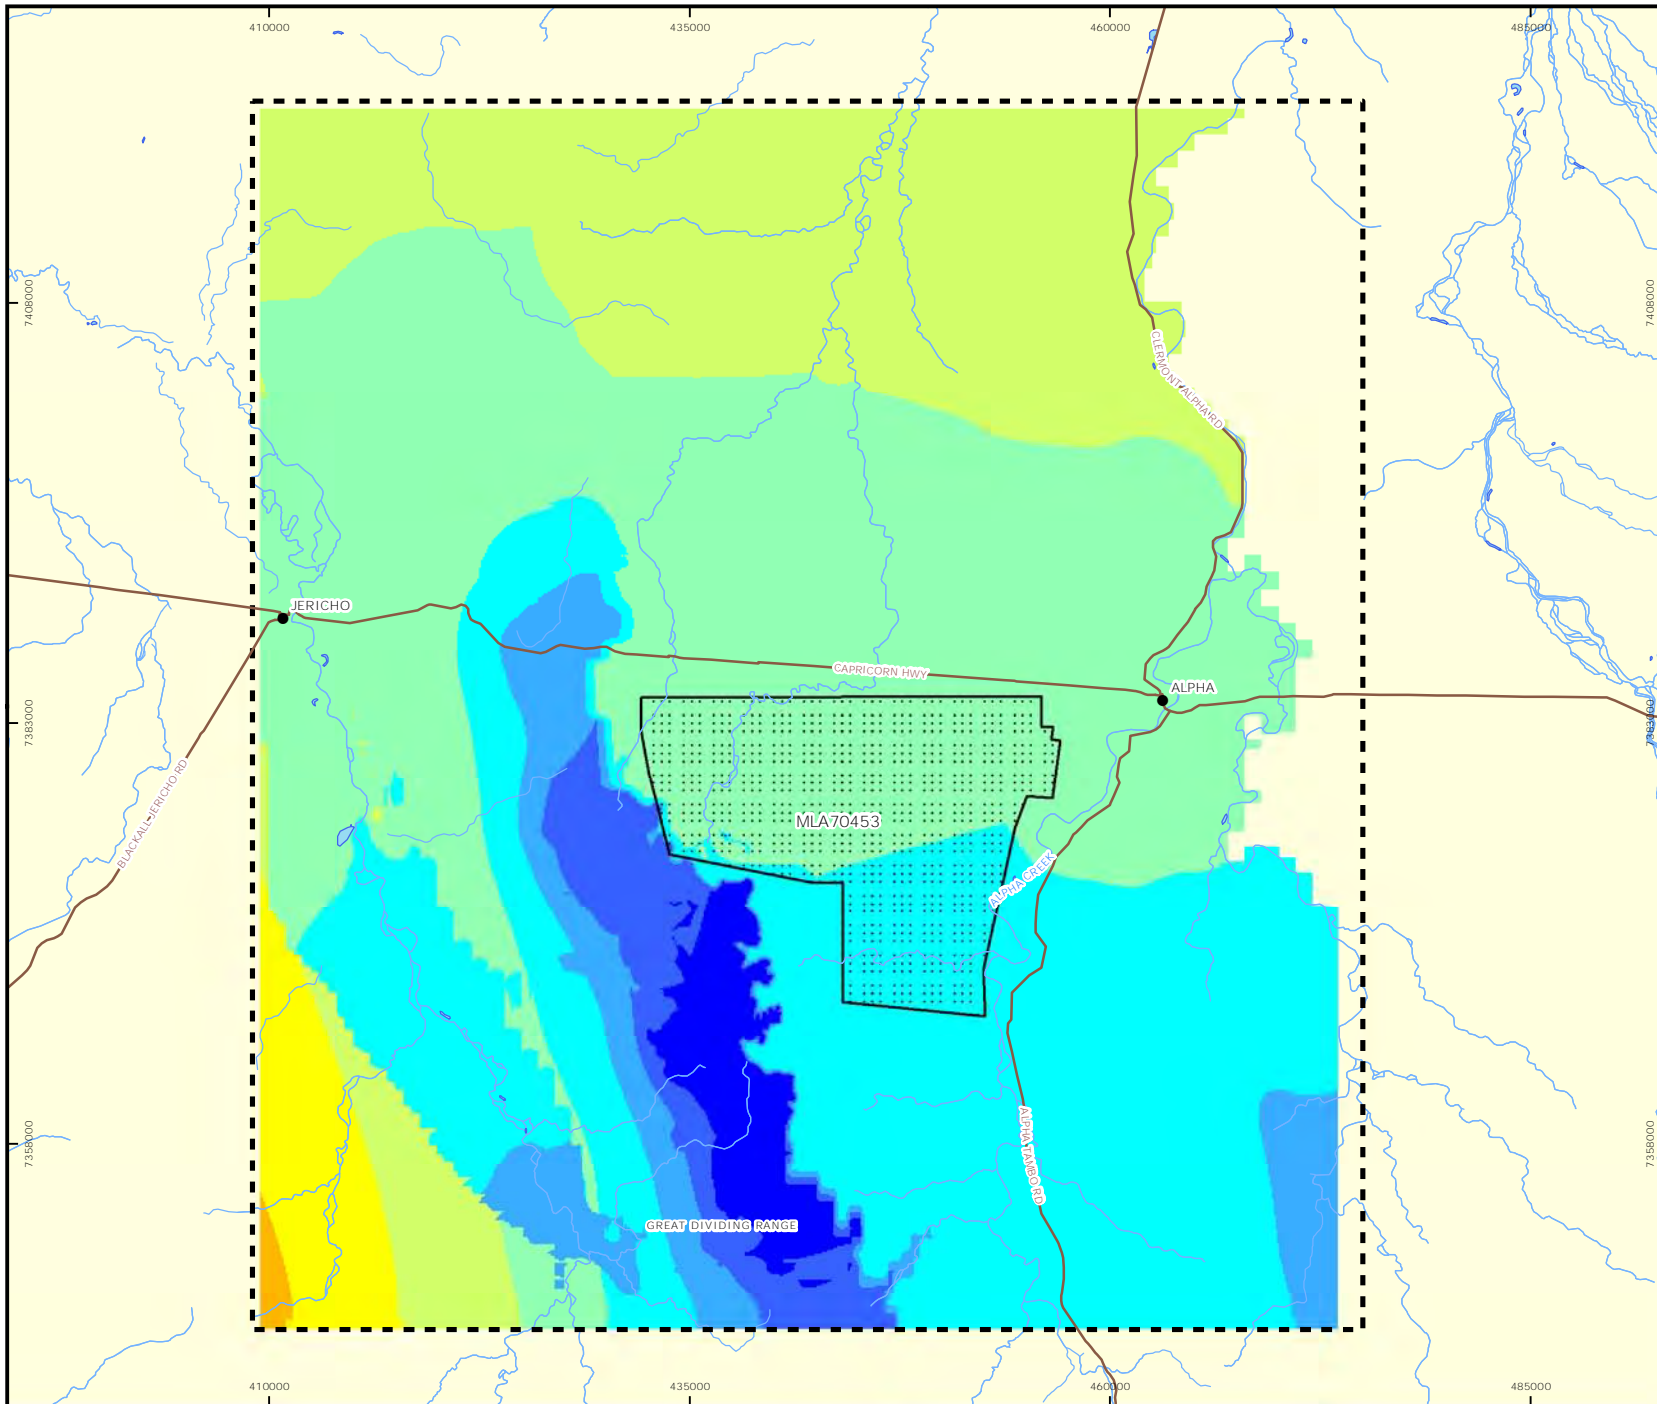 410000
435000
460000
485000
7408000
7408000
CLERMONT-ALPHA RD
JERICHO
CAPRICORN HWY
ALPHA
7383000
7383000
BLACKALL-JERICHO RD
MLA70453
ALPHA CREEK
7358000
7358000
ALPHA TAMBO RD
GREAT DIVIDING RANGE
410000
435000
460000
485000